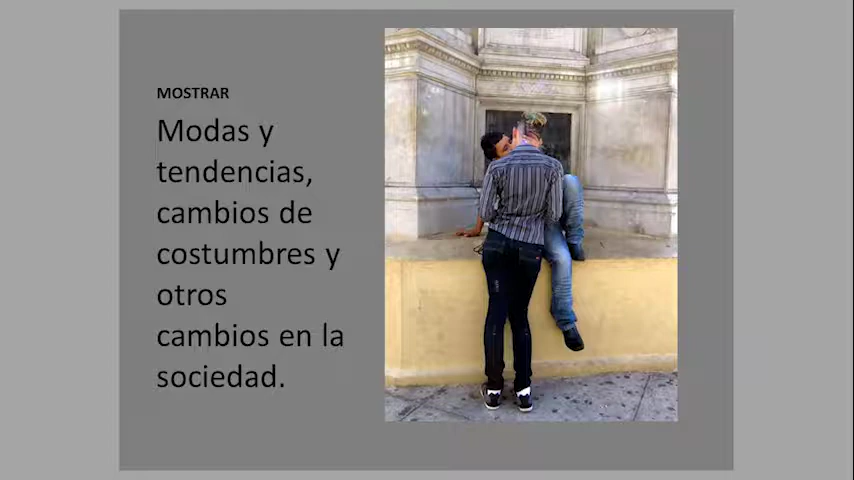 MOSTRAR
Modas y
tendencias,
cambios de
costumbres y
otros
cambios en la
sociedad.